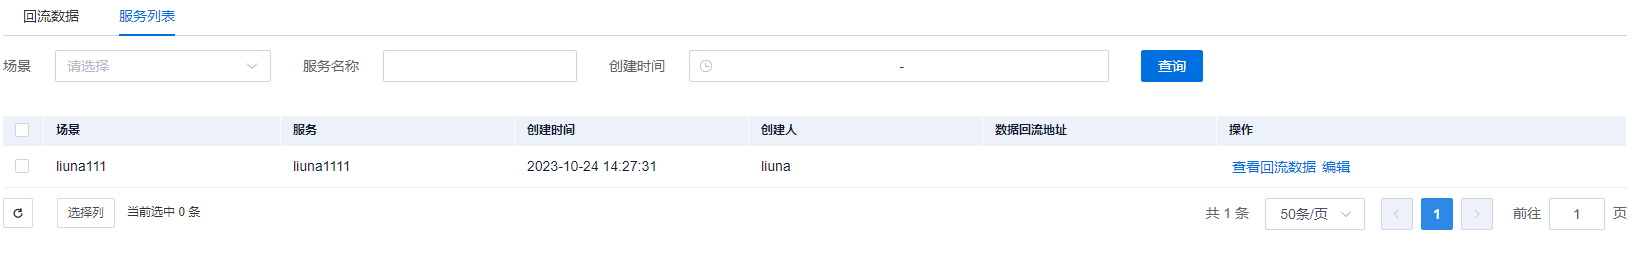 回流数据 服务列表
场景 请选择 服务名称 创建时间 - 查询
场景 服务 创建时间 创建人 数据回流地址 操作
liuna111 liuna1111 2023-10-24 14:27:31 liuna 查看回流数据 编辑
选择列 当前选中 0 条 共 1 条 50条/页 1 前往 1 页